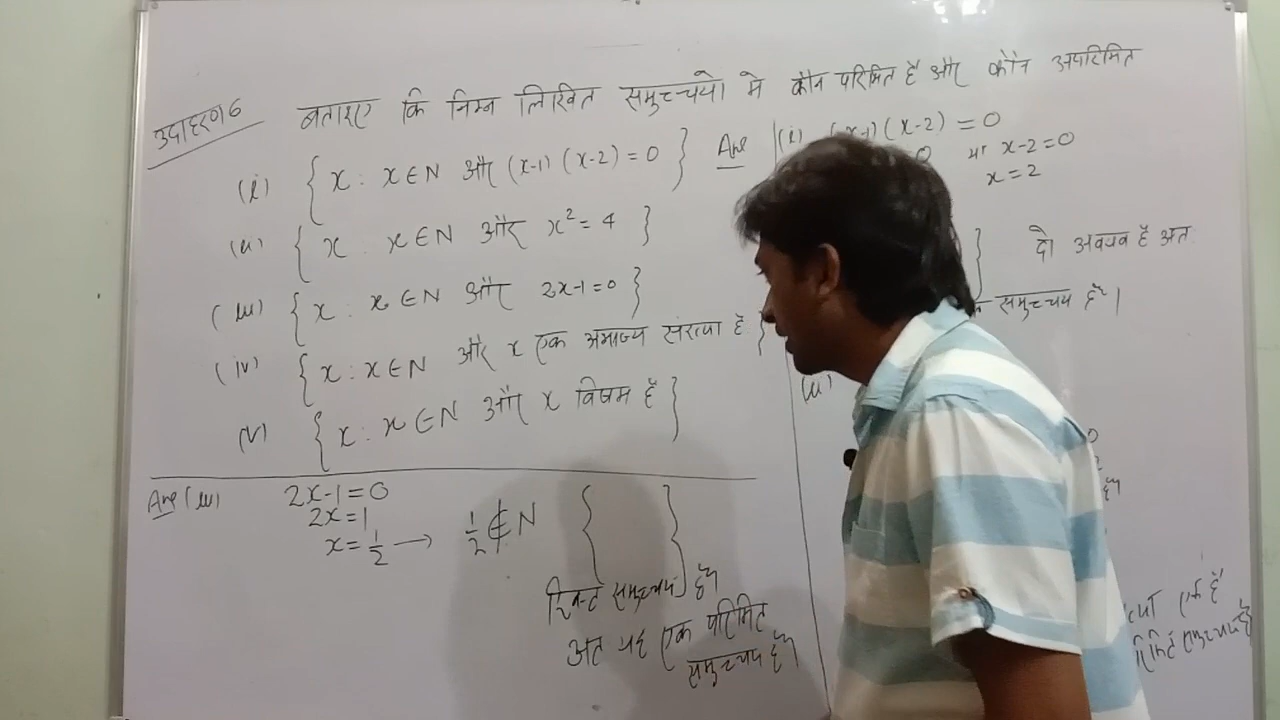 उदाहरण 6 बताइए कि निम्न लिखित समुच्चयो मे कौन परिमित है और कौन अपरिमित
(i) { x : x ∈ N और (x-1) (x-2) = 0 }
(ii) { x : x ∈ N और x² = 4 }
(iii) { x : x ∈ N और 2x-1=0 }
(iv) { x : x ∈ N और x एक अभाज्य संख्या है }
(v) { x : x ∈ N और x विषम है }
Ans (i) (x-1) (x-2) = 0
0 या x-2=0
x=2
} दो अवयव है अत
समुच्चय है।
(ii)
Ans (iii) 2x-1=0
2x=1
x=1/2 → 1/2 ∉ N { }
रिक्त समुच्चय है
अत यह एक परिमित
समुच्चय है